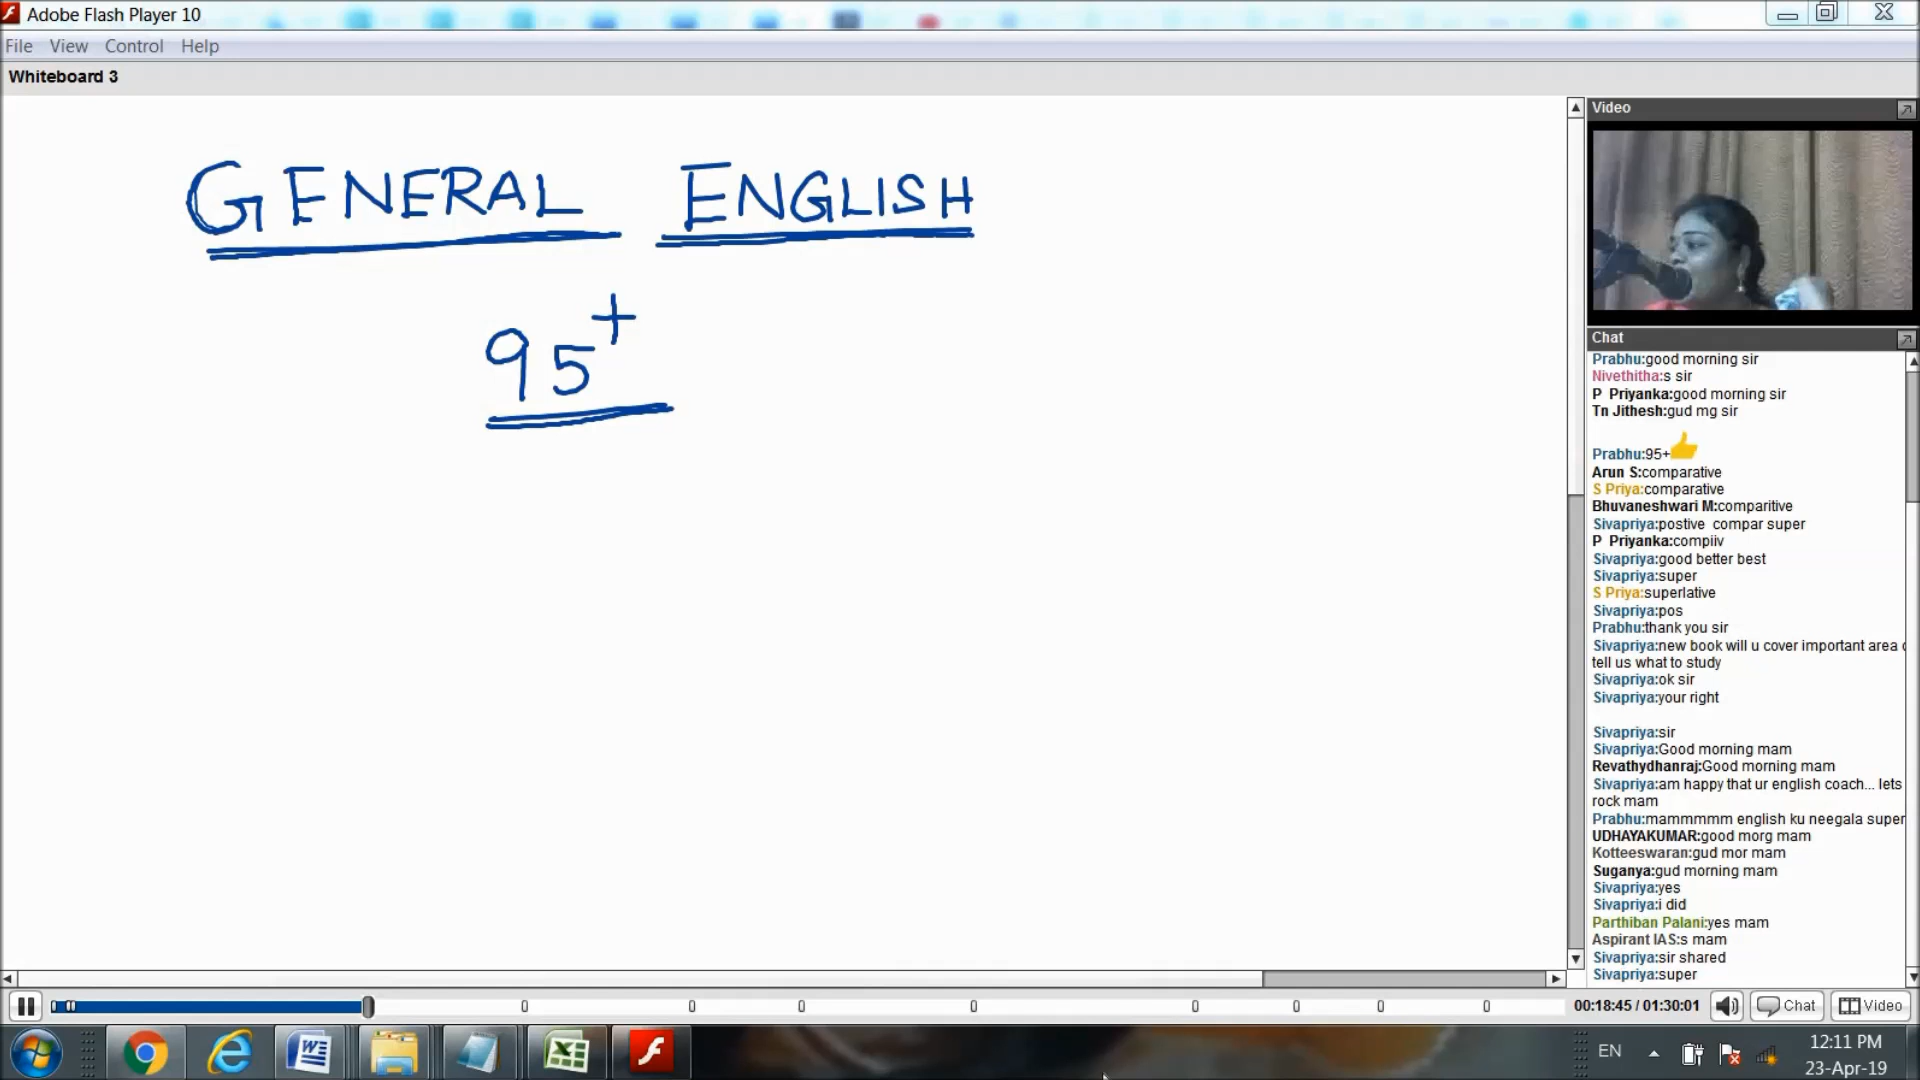 Adobe Flash Player 10
File View Control Help
Whiteboard 3
GENERAL ENGLISH
95+
Video
Chat
Prabhu:good morning sir
Nivethitha:s sir
P Priyanka:good morning sir
Tn Jithesh:gud mg sir
Prabhu:95+
Arun S:comparative
S Priya:comparative
Bhuvaneshwari M:comparitive
Sivapriya:postive compar super
P Priyanka:compiiv
Sivapriya:good better best
Sivapriya:super
S Priya:superlative
Sivapriya:pos
Prabhu:thank you sir
Sivapriya:new book will u cover important area
tell us what to study
Sivapriya:ok sir
Sivapriya:your right
Sivapriya:sir
Sivapriya:Good morning mam
Revathydhanraj:Good morning mam
Sivapriya:am happy that ur english coach... lets
rock mam
Prabhu:mammmmm english ku neegala super
UDHAYAKUMAR:good morg mam
Kotteeswaran:gud mor mam
Suganya:gud morning mam
Sivapriya:yes
Sivapriya:i did
Parthiban Palani:yes mam
Aspirant IAS:s mam
Sivapriya:sir shared
Sivapriya:super
00:18:45 / 01:30:01 Chat Video
EN 12:11 PM
23-Apr-19